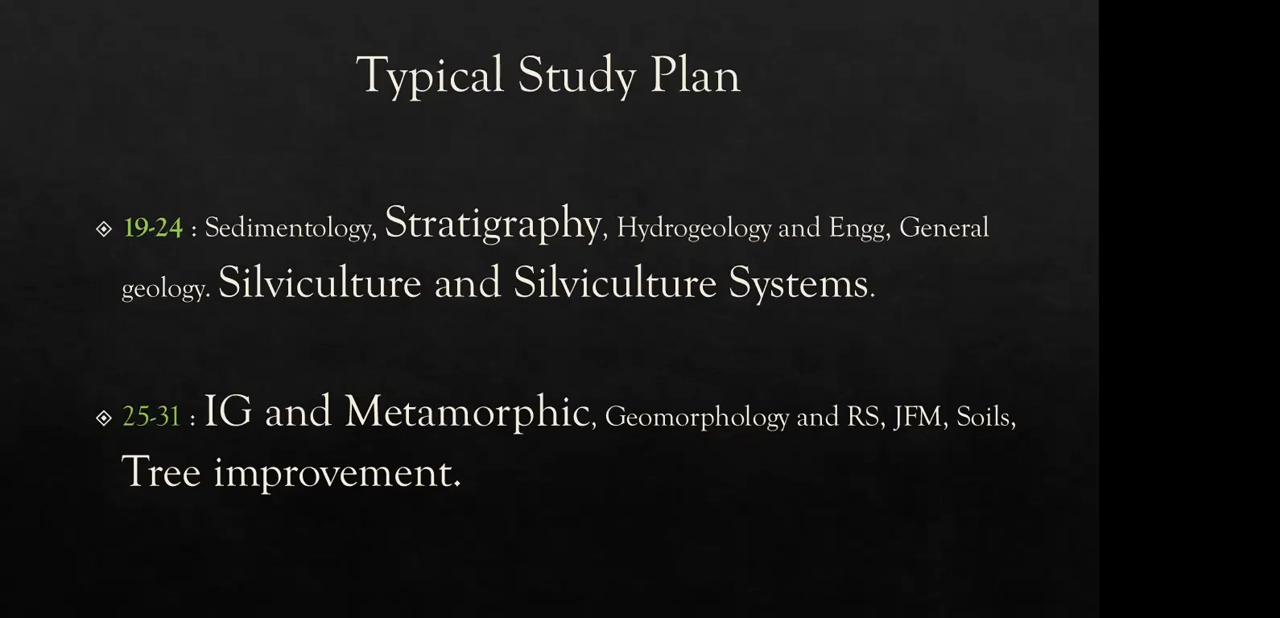 Typical Study Plan
19-24 : Sedimentology, Stratigraphy, Hydrogeology and Engg, General
geology. Silviculture and Silviculture Systems.
25-31 : IG and Metamorphic, Geomorphology and RS, JFM, Soils,
Tree improvement.